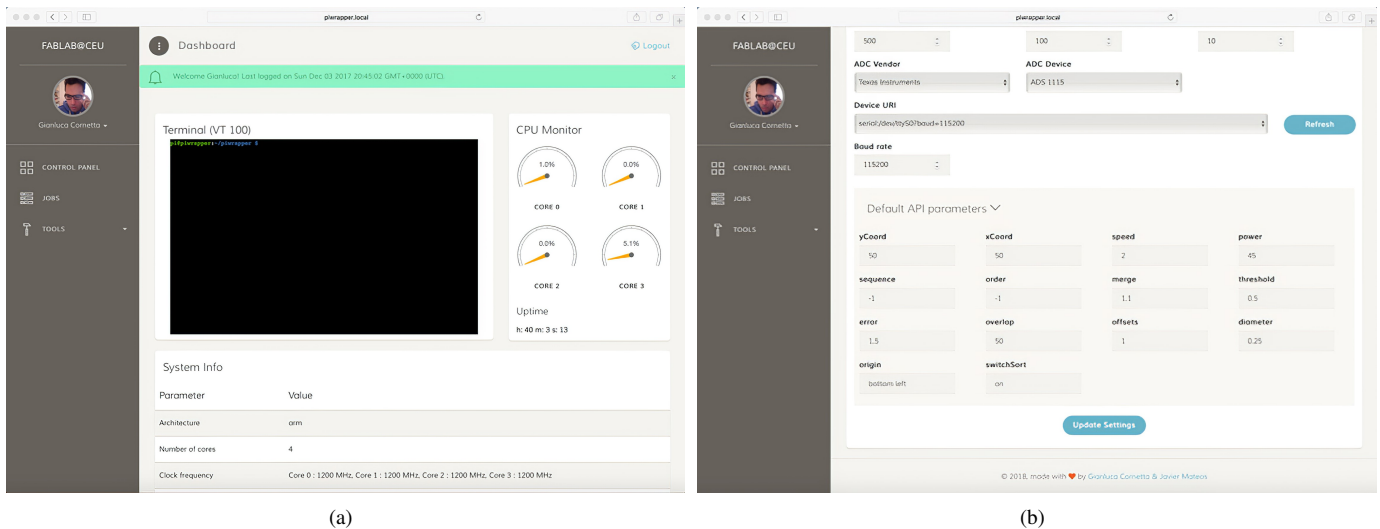 piwrapper.local
FABLAB@CEU
Dashboard
Logout
Welcome Gianluca! Last logged on Sun Dec 03 2017 20:45:02 GMT+0000 (UTC).
×
Gianluca Cornetta
CONTROL PANEL
JOBS
TOOLS
Terminal (VT 100)
pi@piwrapper:~/piwrapper $
CPU Monitor
1.0%
0.0%
CORE 0
CORE 1
0.0%
5.1%
CORE 2
CORE 3
Uptime
h: 40 m: 3 s: 13
System Info
Parameter Value
Architecture arm
Number of cores 4
Clock frequency Core 0 : 1200 MHz, Core 1 : 1200 MHz, Core 2 : 1200 MHz, Core 3 : 1200 MHz
(a)
piwrapper.local
FABLAB@CEU
Gianluca Cornetta
CONTROL PANEL
JOBS
TOOLS
500 100 10
ADC Vendor ADC Device
Texas Instruments ADS 1115
Device URI
serial:/dev/ttyS0?baud=115200
Refresh
Baud rate
115200
Default API parameters
yCoord xCoord speed power
50 50 2 45
sequence order merge threshold
-1 -1 1.1 0.5
error overlap offsets diameter
1.5 50 1 0.25
origin switchSort
bottom left on
Update Settings
© 2018, made with ❤ by Gianluca Cornetta & Javier Mateos
(b)